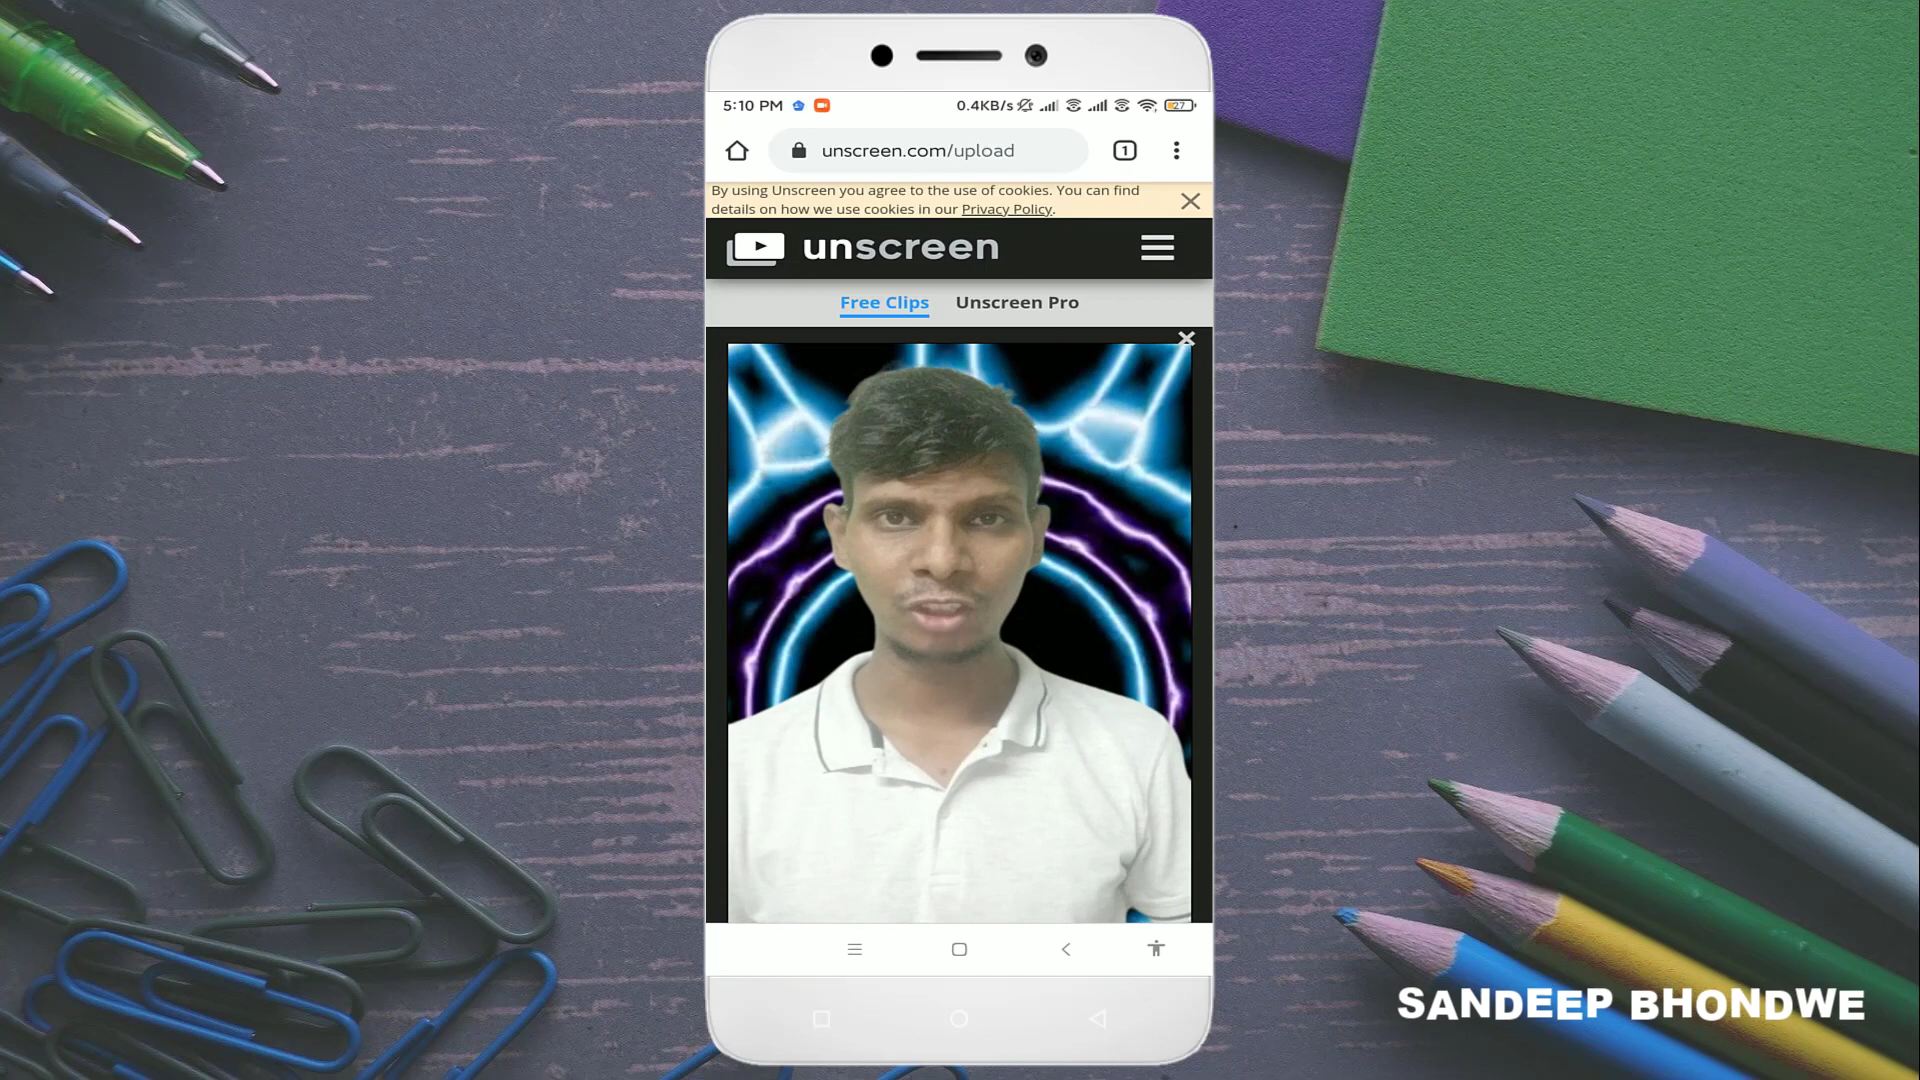 5:10 PM
0.4KB/s
27
unscreen.com/upload
1
By using Unscreen you agree to the use of cookies. You can find
details on how we use cookies in our Privacy Policy.
unscreen
Free Clips
Unscreen Pro
SANDEEP BHONDWE